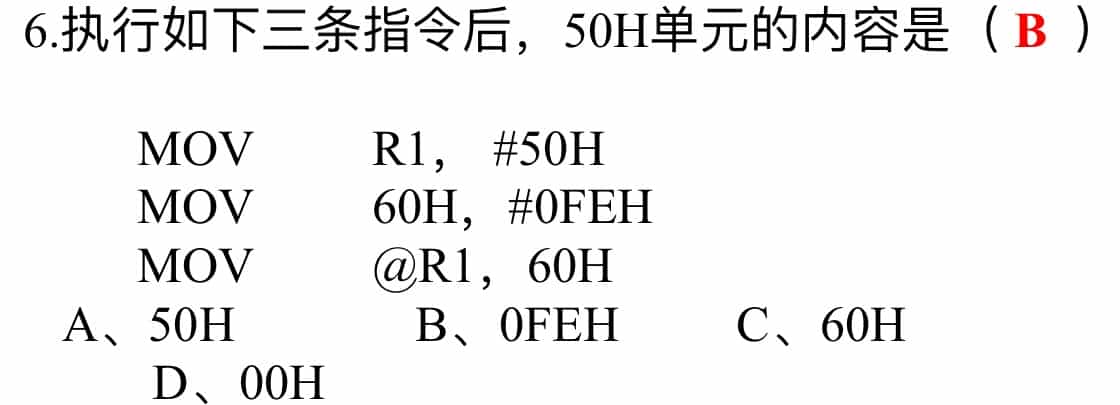 6.执行如下三条指令后，50H单元的内容是（ B ）
MOV R1， #50H
MOV 60H，#0FEH
MOV @R1，60H
A、50H B、0FEH C、60H
D、00H